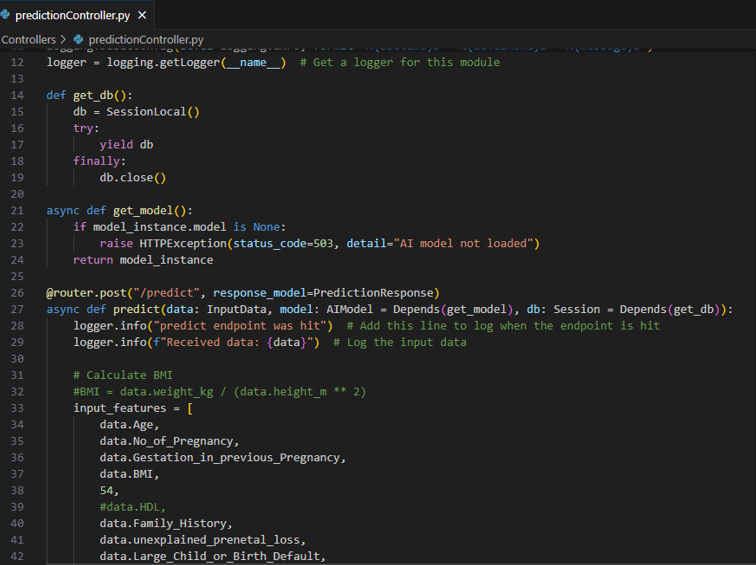 predictionController.py
Controllers > predictionController.py
12 logger = logging.getLogger(__name__)  # Get a logger for this module
13
14 def get_db():
15     db = SessionLocal()
16     try:
17         yield db
18     finally:
19         db.close()
20
21 async def get_model():
22     if model_instance.model is None:
23         raise HTTPException(status_code=503, detail="AI model not loaded")
24     return model_instance
25
26 @router.post("/predict", response_model=PredictionResponse)
27 async def predict(data: InputData, model: AIModel = Depends(get_model), db: Session = Depends(get_db)):
28     logger.info("predict endpoint was hit")  # Add this line to log when the endpoint is hit
29     logger.info(f"Received data: {data}")  # Log the input data
30
31     # Calculate BMI
32     #BMI = data.weight_kg / (data.height_m ** 2)
33     input_features = [
34         data.Age,
35         data.No_of_Pregnancy,
36         data.Gestation_in_previous_Pregnancy,
37         data.BMI,
38         54,
39         #data.HDL,
40         data.Family_History,
41         data.unexplained_prenetal_loss,
42         data.Large_Child_or_Birth_Default,